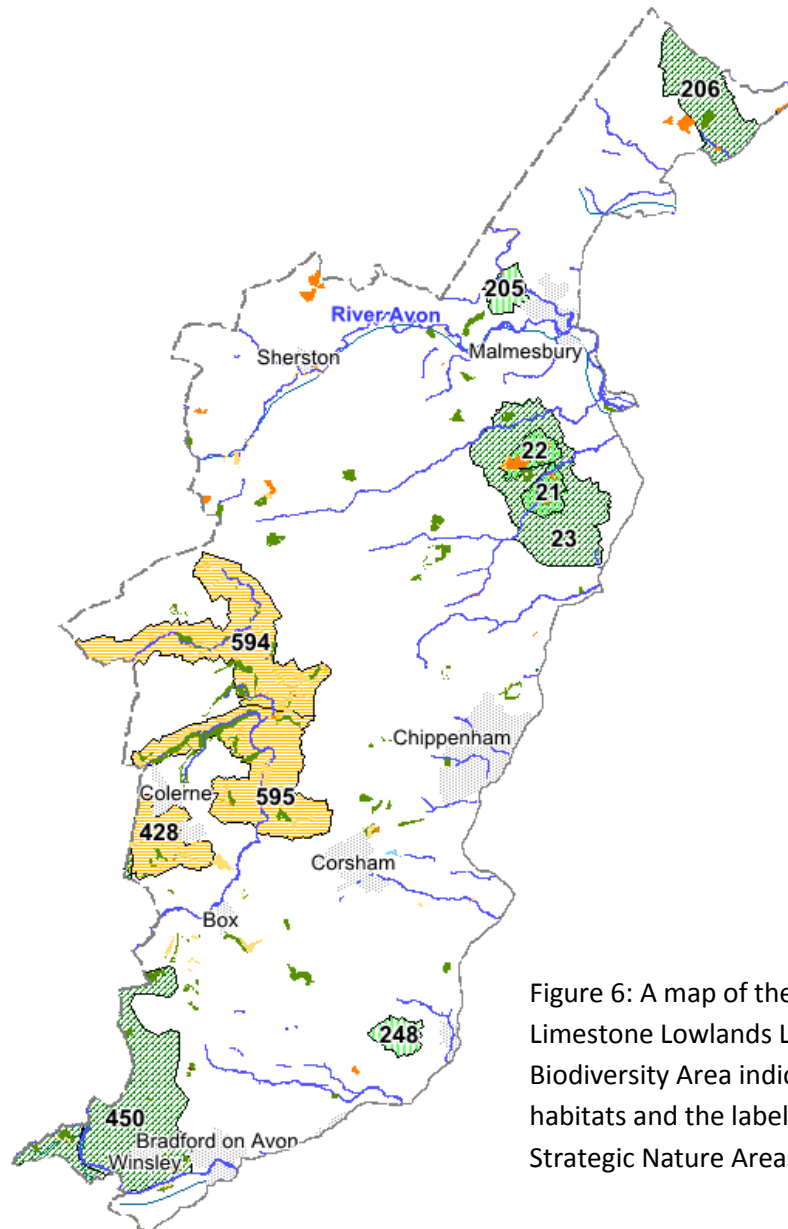 206
205
River Avon
Sherston
Malmesbury
22
21
23
594
Chippenham
Colerne
595
428
Corsham
Box
Figure 6: A map of the
Limestone Lowlands L
Biodiversity Area indic
habitats and the label
Strategic Nature Area
248
450
Bradford on Avon
Winsley